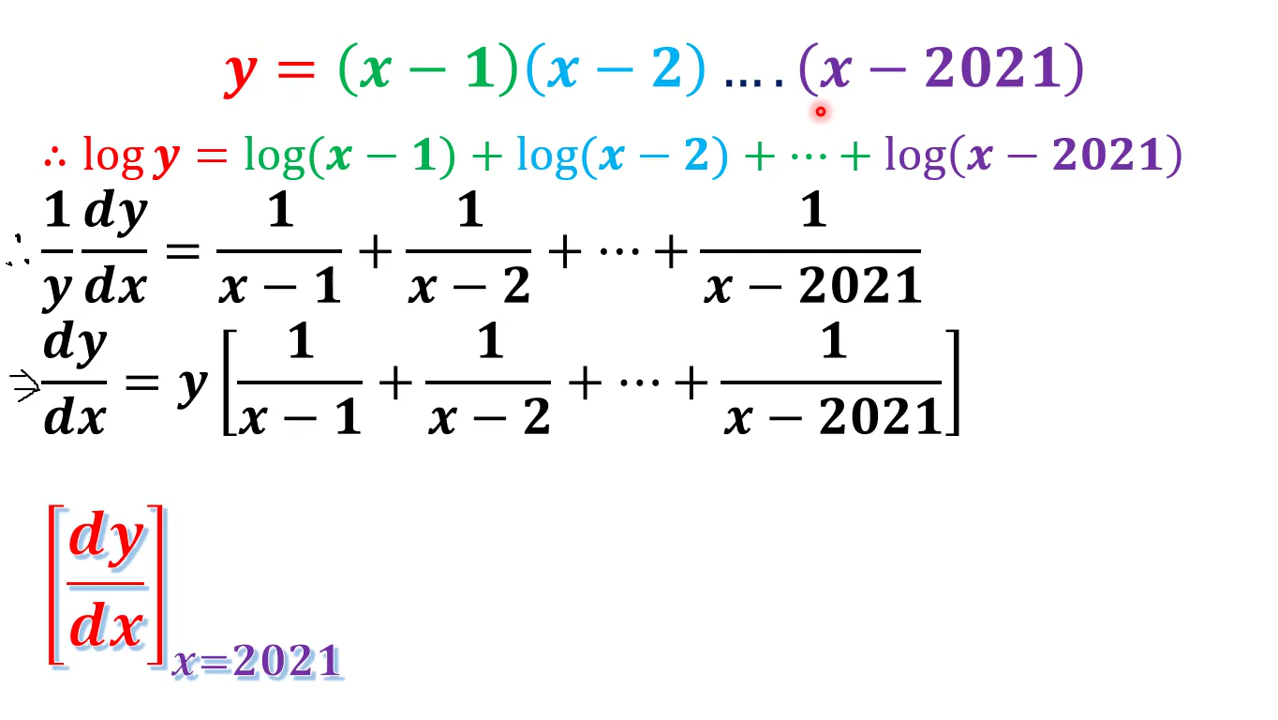 y = (x − 1)(x − 2) .... (x − 2021)
∴ log y = log(x − 1) + log(x − 2) + ⋯ + log(x − 2021)
∴ 1/y dy/dx = 1/(x − 1) + 1/(x − 2) + ⋯ + 1/(x − 2021)
⇒ dy/dx = y [1/(x − 1) + 1/(x − 2) + ⋯ + 1/(x − 2021)]
[dy/dx]x=2021